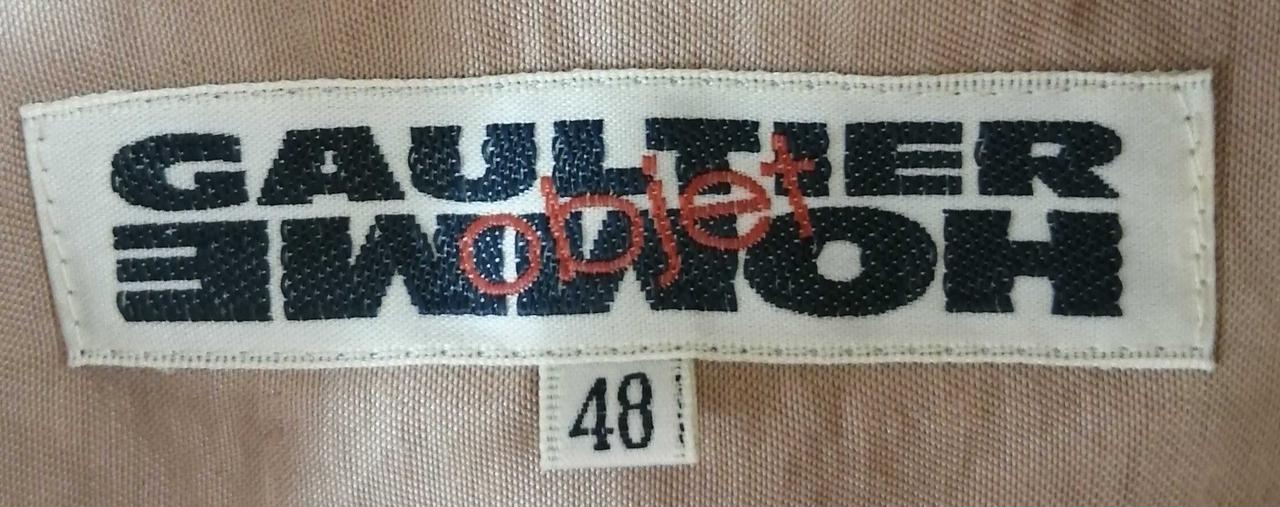 GAULTIER
objet
HOMME
48